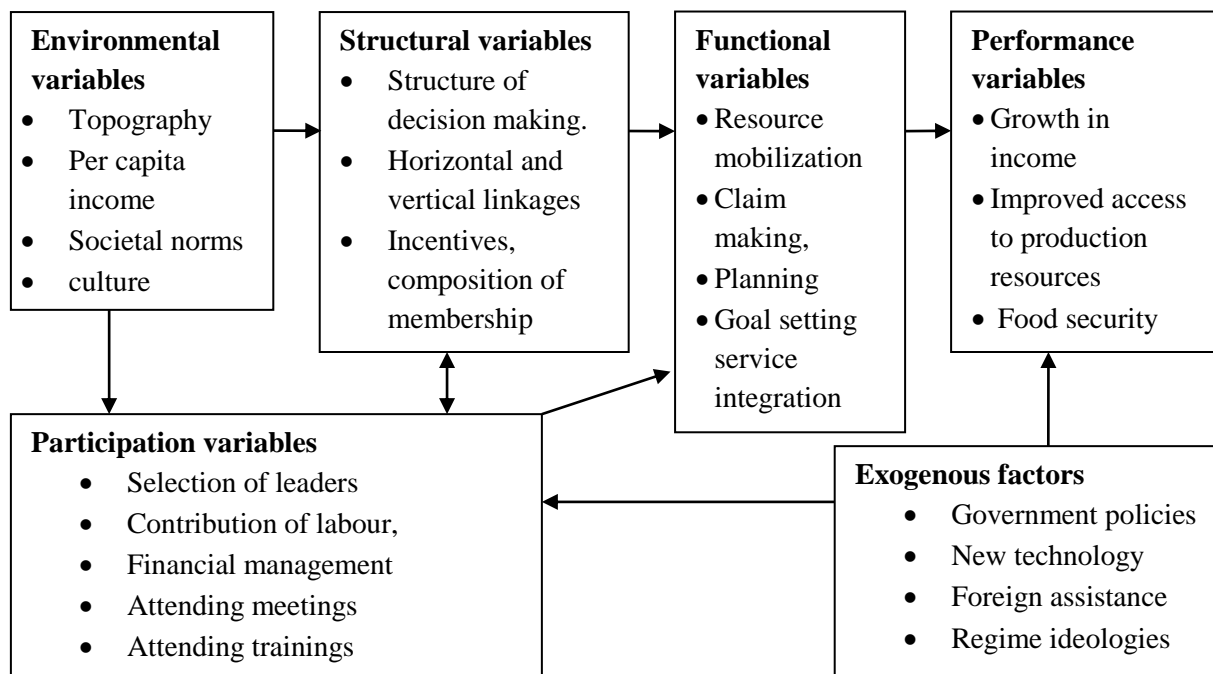 Environmental
variables
• Topography
• Per capita
income
• Societal norms
• culture
Structural variables
• Structure of
decision making.
• Horizontal and
vertical linkages
• Incentives,
composition of
membership
Functional
variables
• Resource
mobilization
• Claim
making,
• Planning
• Goal setting
service
integration
Performance
variables
• Growth in
income
• Improved access
to production
resources
• Food security
Participation variables
• Selection of leaders
• Contribution of labour,
• Financial management
• Attending meetings
• Attending trainings
Exogenous factors
• Government policies
• New technology
• Foreign assistance
• Regime ideologies